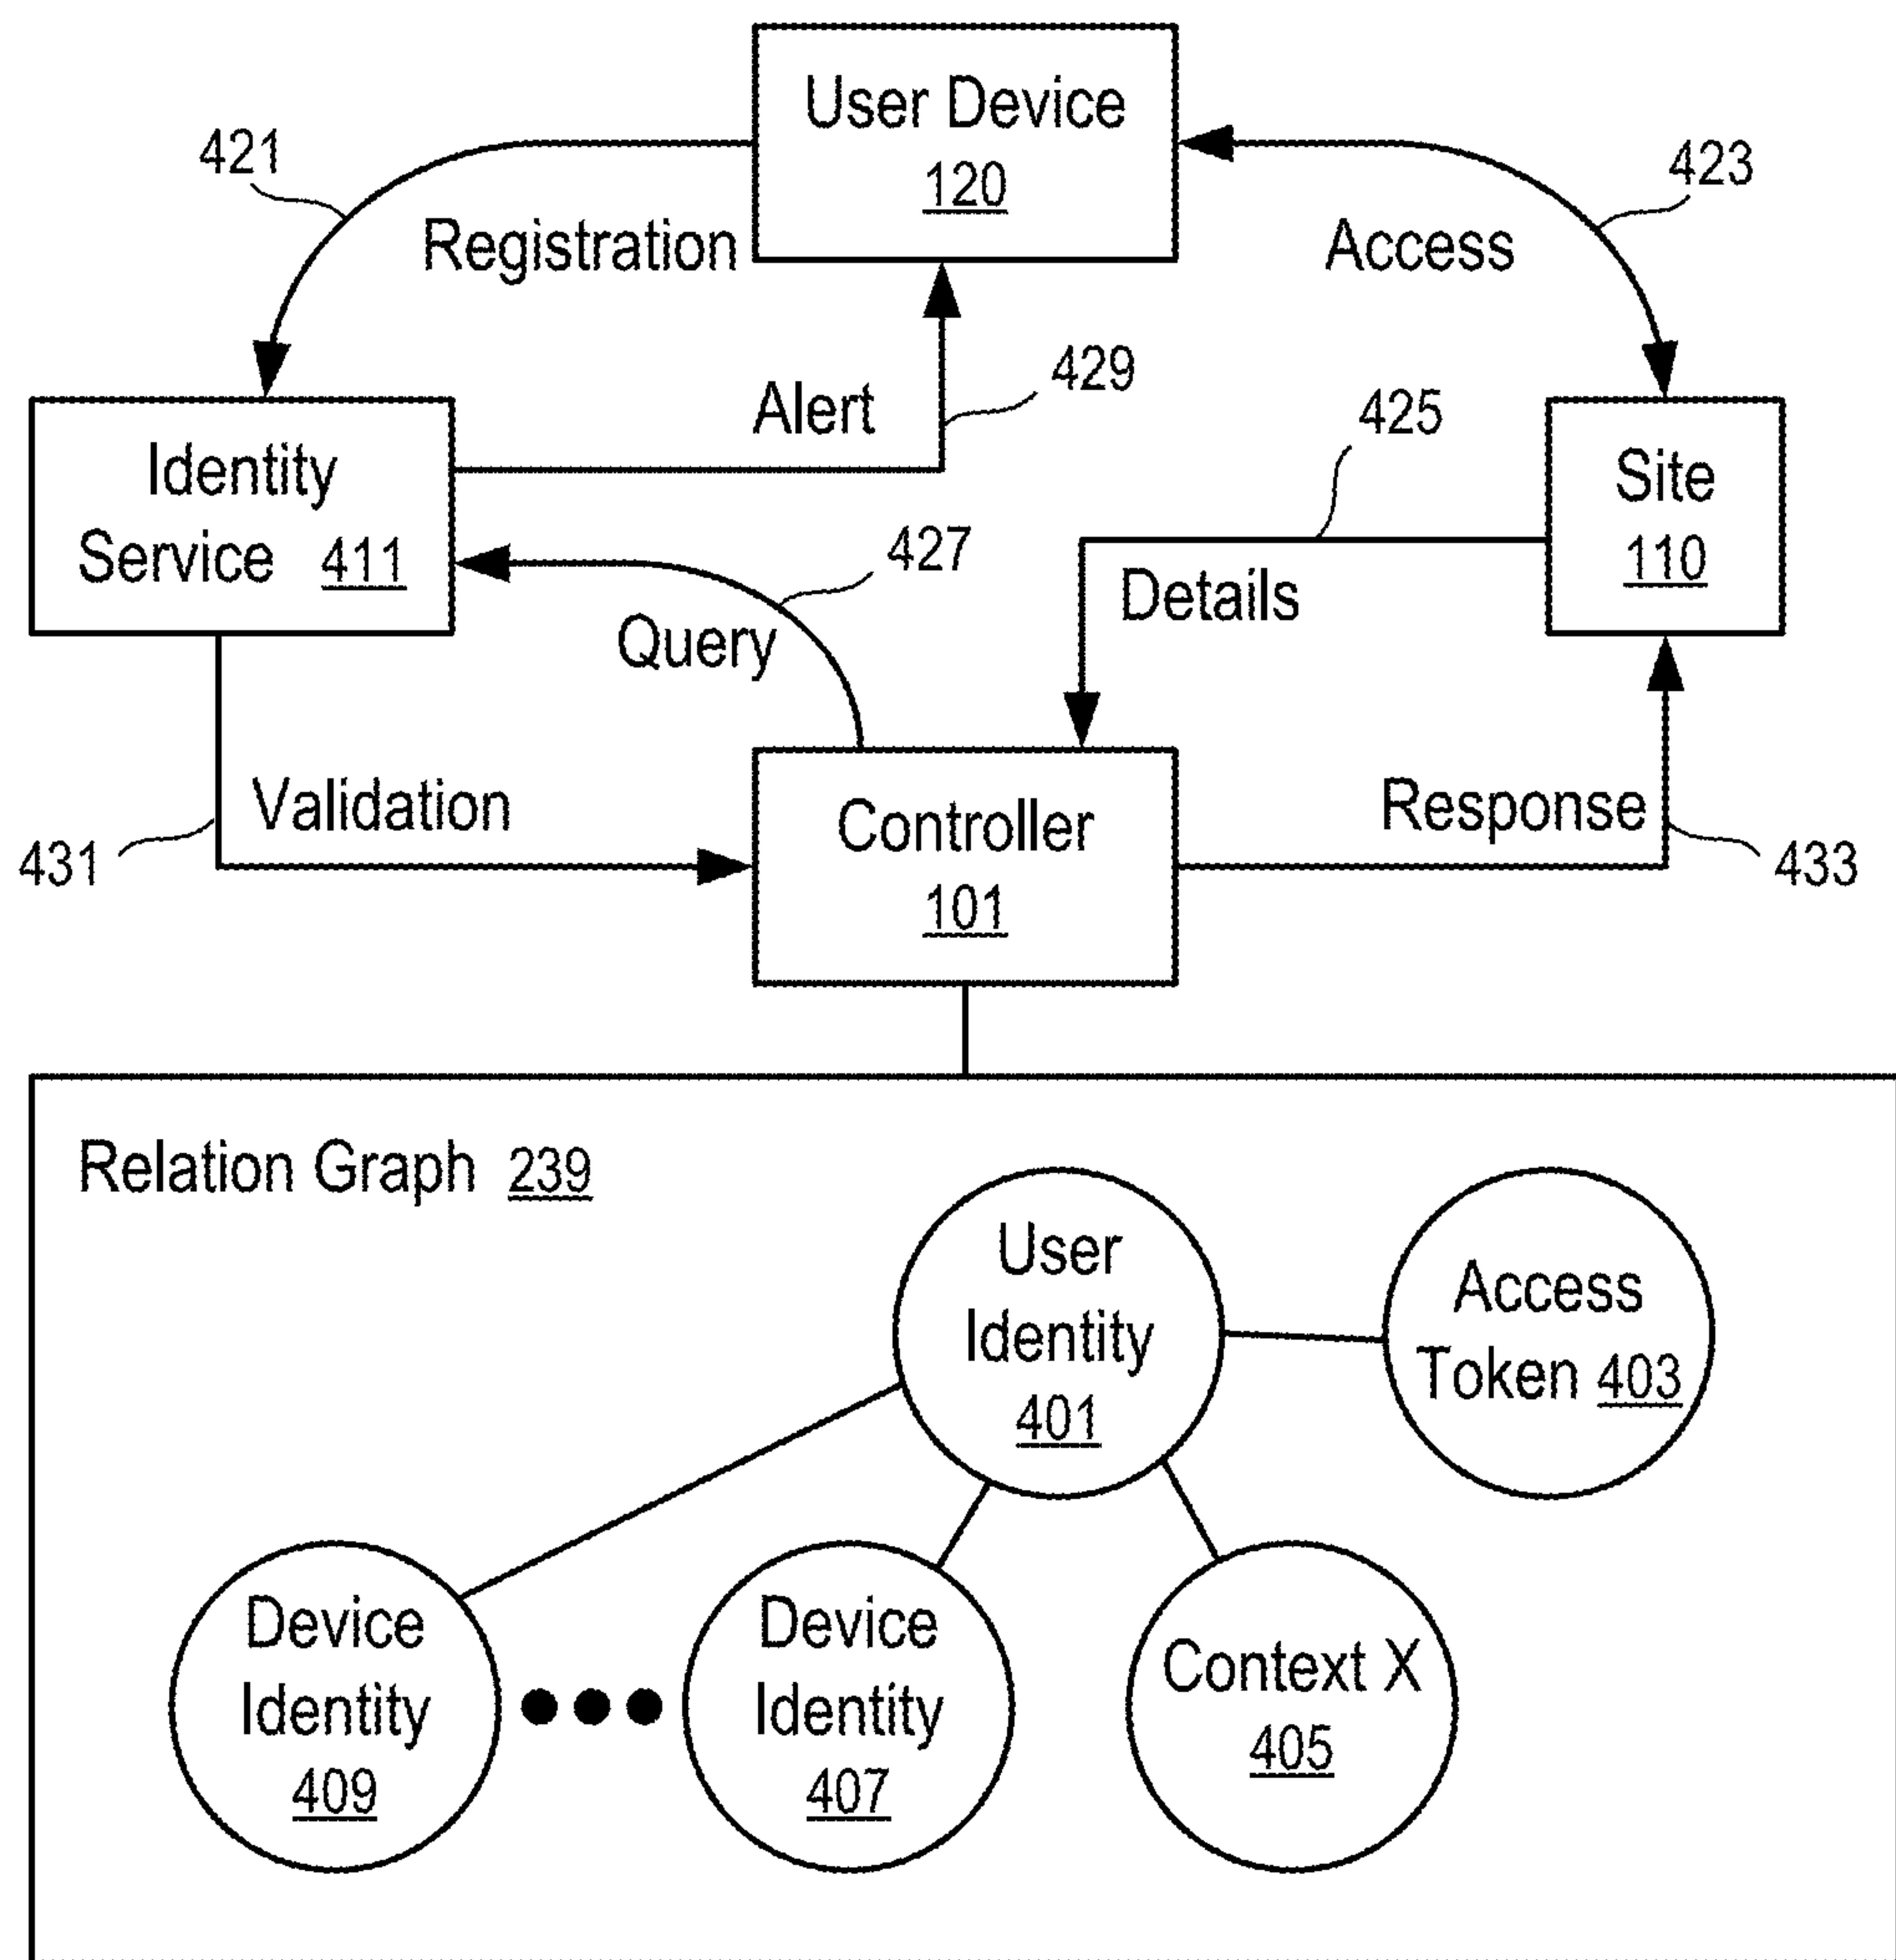 User Device
120
421
423
Registration
Access
Alert
429
425
Identity
Service 411
Site
110
427
Details
Query
Validation
Controller
101
Response
431
433
Relation Graph 239
User
Identity
401
Access
Token 403
Device
Identity
409
Device
Identity
407
Context X
405